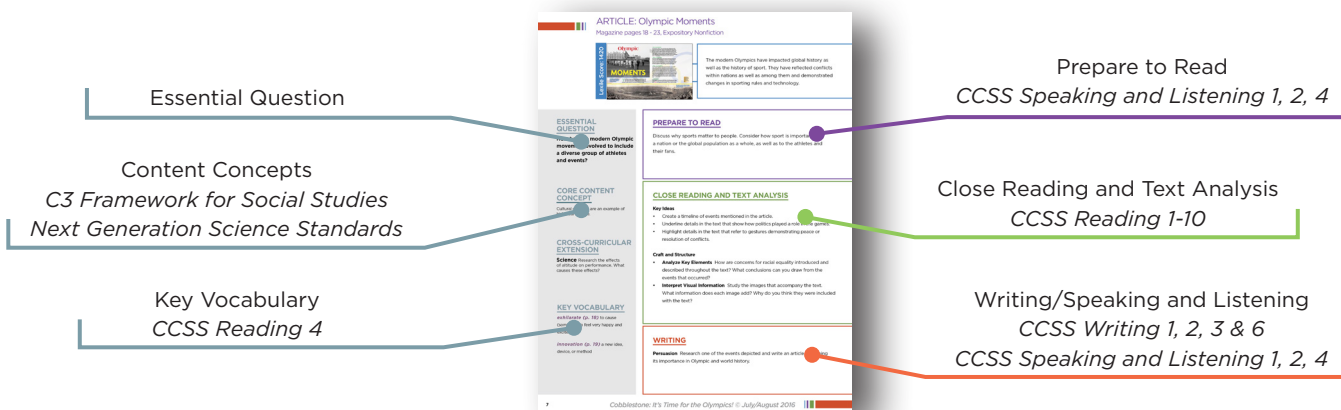 Essential Question
Content Concepts
C3 Framework for Social Studies
Next Generation Science Standards
Key Vocabulary
CCSS Reading 4
ARTICLE: Olympic Moments
Magazine pages 18 - 23, Expository Nonfiction
Lexile Score: 1420
Olympic
MOMENTS
The modern Olympics have impacted global history as
well as the history of sport. They have reflected conflicts
within nations as well as among them and demonstrated
changes in sporting rules and technology.
ESSENTIAL
QUESTION
modern Olympic
include
a diverse group of athletes
and events?
CORE CONTENT
CONCEPT
Cultural are an example of
CROSS-CURRICULAR
EXTENSION
Science Research the effects
of altitude on performance. What
causes these effects?
KEY VOCABULARY
exhilarate (p. 18) to cause
feel very happy and
innovation (p. 19) a new idea,
device, or method
PREPARE TO READ
Discuss why sports matter to people. Consider how sport is
a nation or the global population as a whole, as well as to the athletes and
their fans.
CLOSE READING AND TEXT ANALYSIS
Key Ideas
• Create a timeline of events mentioned in the article.
• Underline details in the text that show how politics played a games.
• Highlight details in the text that refer to gestures demonstrating peace or
resolution of conflicts.
Craft and Structure
• Analyze Key Elements How are concerns for racial equality introduced and
described throughout the text? What conclusions can you draw from the
events that occurred?
• Interpret Visual Information Study the images that accompany the text.
What information does each image add? Why do you think they were included
with the text?
WRITING
Persuasion Research one of the events depicted and write an article
its importance in Olympic and world history.
7
Cobblestone: It's Time for the Olympics! © July/August 2016
Prepare to Read
CCSS Speaking and Listening 1, 2, 4
Close Reading and Text Analysis
CCSS Reading 1-10
Writing/Speaking and Listening
CCSS Writing 1, 2, 3 & 6
CCSS Speaking and Listening 1, 2, 4